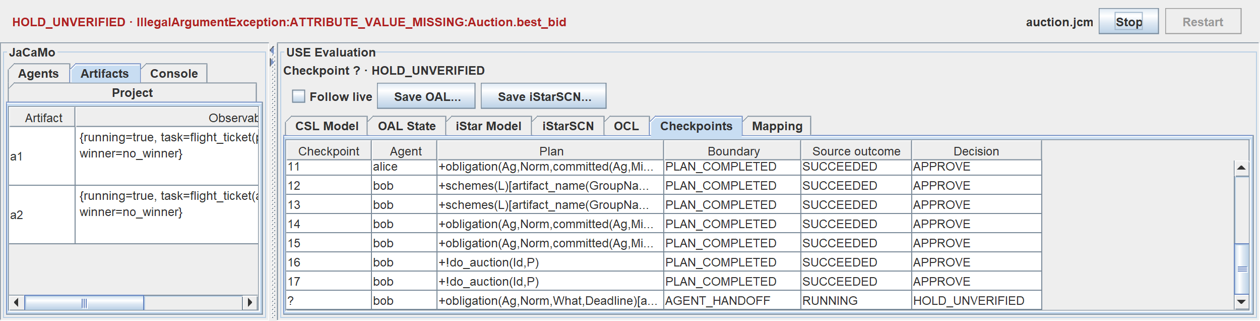 HOLD_UNVERIFIED · IllegalArgumentException:ATTRIBUTE_VALUE_MISSING:Auction.best_bid
auction.jcm Stop Restart
JaCaMo
Agents Artifacts Console
Project
Artifact Observab
a1 {running=true, task=flight_ticket(p
winner=no_winner}
a2 {running=true, task=flight_ticket(a
winner=no_winner}
USE Evaluation
Checkpoint ? · HOLD_UNVERIFIED
Follow live Save OAL... Save iStarSCN...
CSL Model OAL State iStar Model iStarSCN OCL Checkpoints Mapping
Checkpoint Agent Plan Boundary Source outcome Decision
11 alice +obligation(Ag,Norm,committed(Ag,Mi... PLAN_COMPLETED SUCCEEDED APPROVE
12 bob +schemes(L)[artifact_name(GroupNa... PLAN_COMPLETED SUCCEEDED APPROVE
13 bob +schemes(L)[artifact_name(GroupNa... PLAN_COMPLETED SUCCEEDED APPROVE
14 bob +obligation(Ag,Norm,committed(Ag,Mi... PLAN_COMPLETED SUCCEEDED APPROVE
15 bob +obligation(Ag,Norm,committed(Ag,Mi... PLAN_COMPLETED SUCCEEDED APPROVE
16 bob +!do_auction(Id,P) PLAN_COMPLETED SUCCEEDED APPROVE
17 bob +!do_auction(Id,P) PLAN_COMPLETED SUCCEEDED APPROVE
? bob +obligation(Ag,Norm,What,Deadline)[a... AGENT_HANDOFF RUNNING HOLD_UNVERIFIED